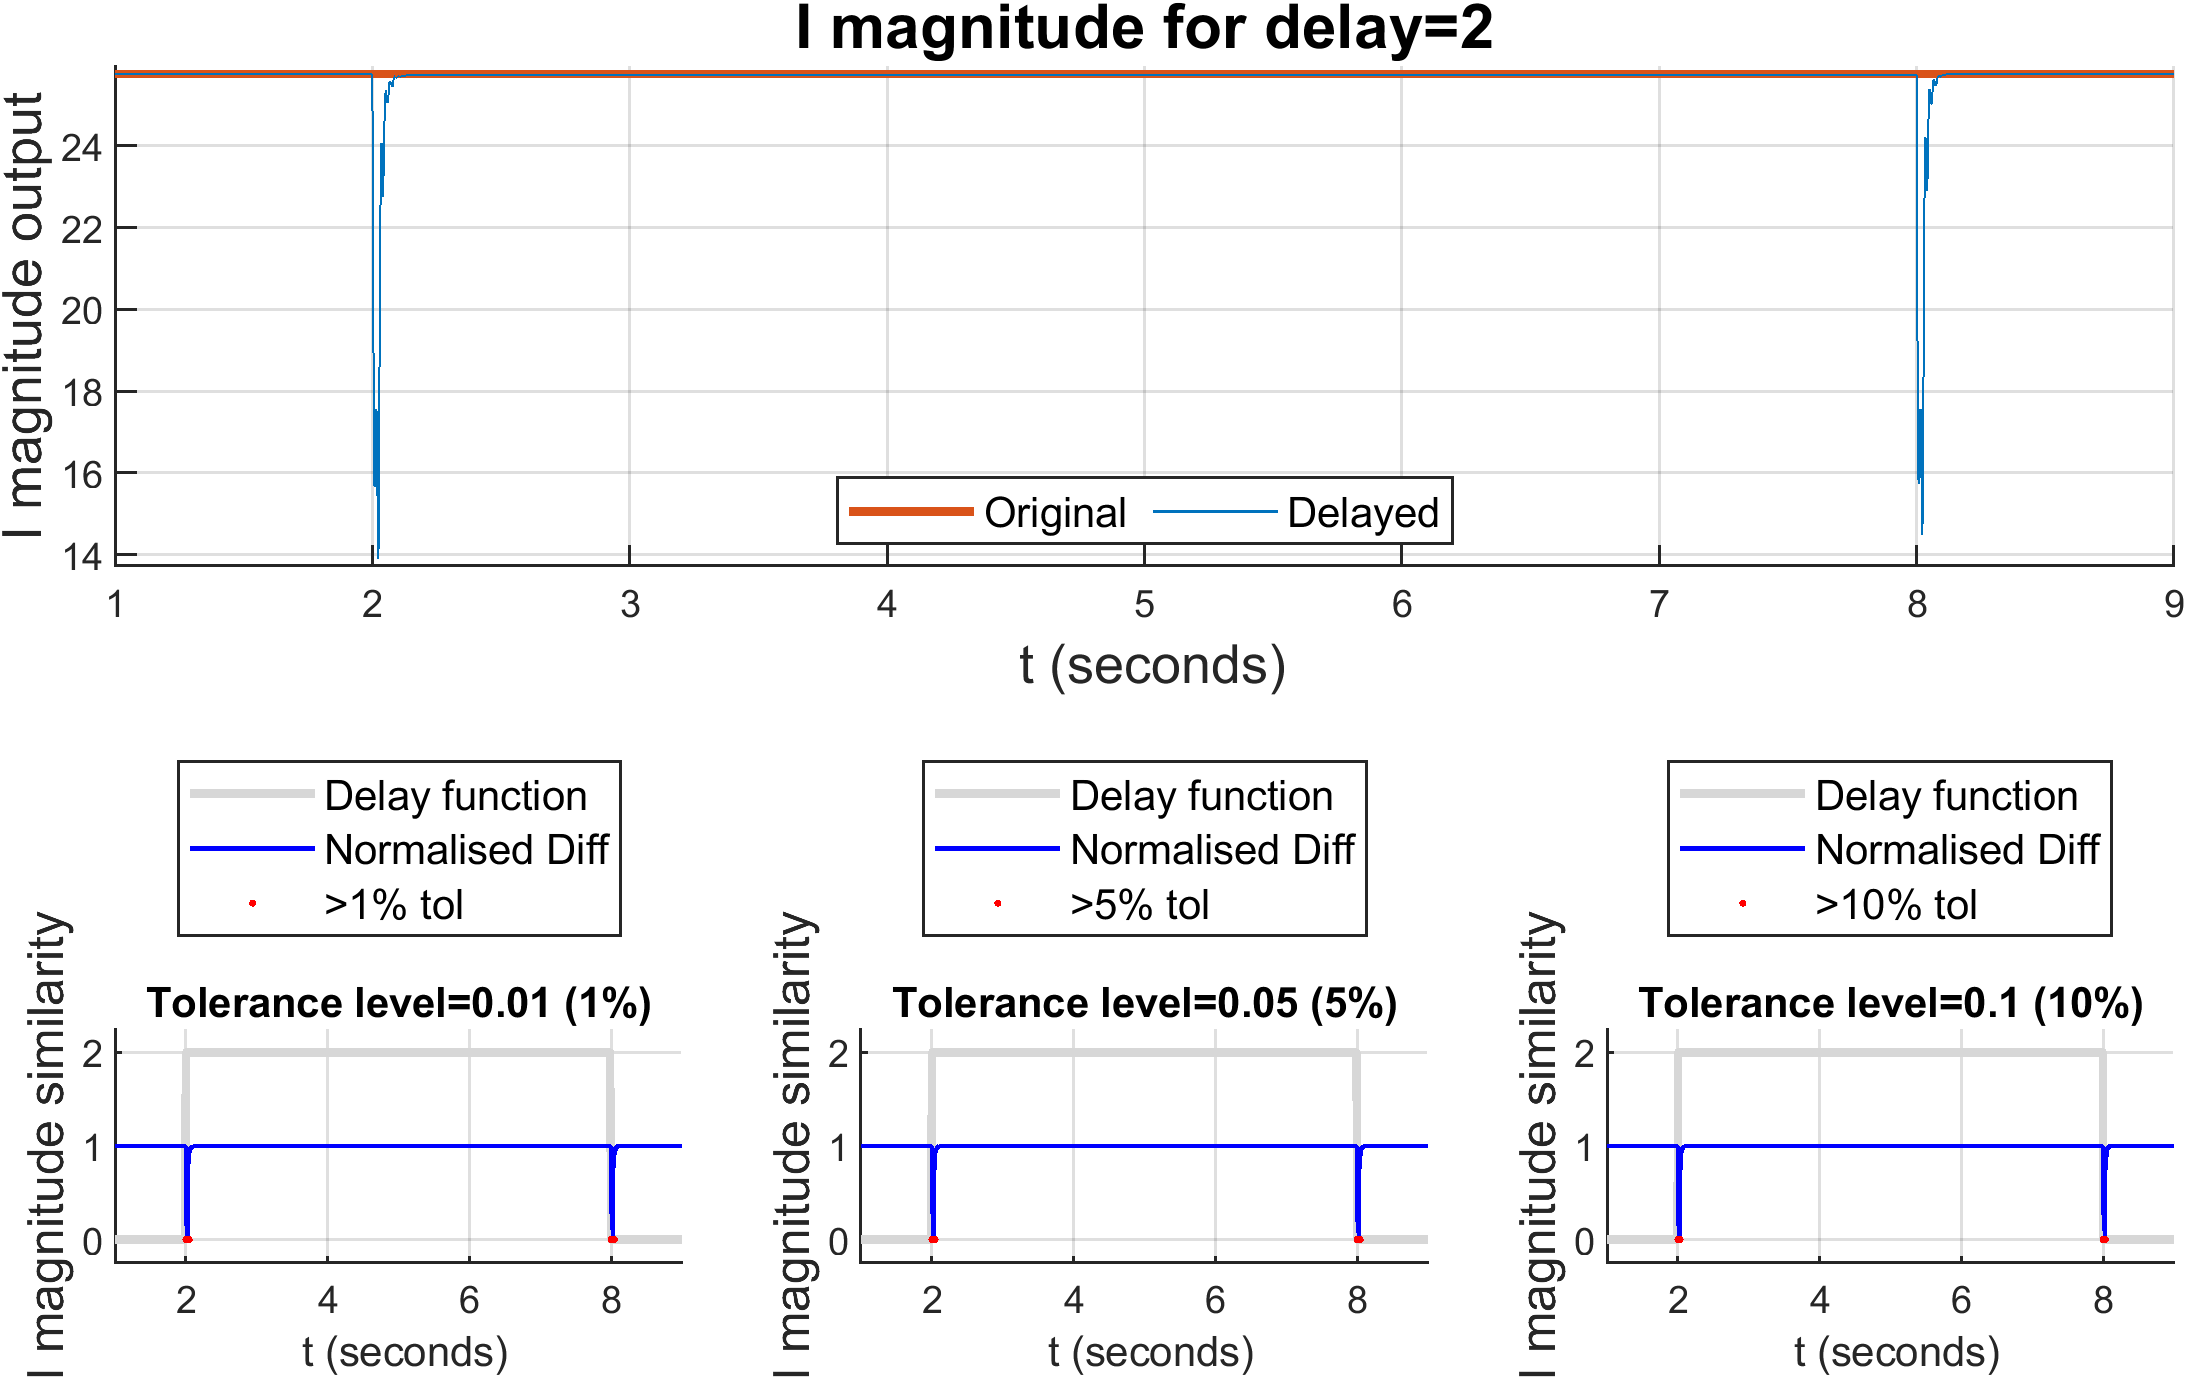 I magnitude for delay=2
I magnitude output
24
22
20
18
16
14
Original Delayed
1 2 3 4 5 6 7 8 9
t (seconds)
Delay function
Normalised Diff
>1% tol
Tolerance level=0.01 (1%)
I magnitude similarity
2
1
0
2 4 6 8
t (seconds)
Delay function
Normalised Diff
>5% tol
Tolerance level=0.05 (5%)
I magnitude similarity
2
1
0
2 4 6 8
t (seconds)
Delay function
Normalised Diff
>10% tol
Tolerance level=0.1 (10%)
I magnitude similarity
2
1
0
2 4 6 8
t (seconds)